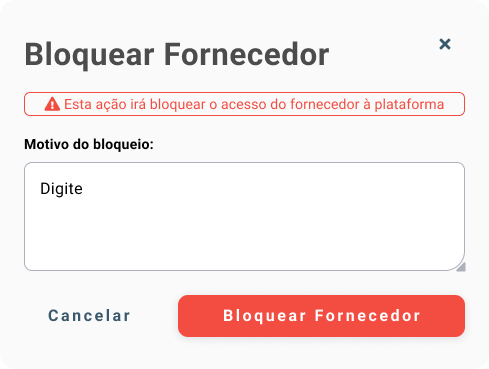 Bloquear Fornecedor
Esta ação irá bloquear o acesso do fornecedor à plataforma
Motivo do bloqueio:
Digite
Cancelar
Bloquear Fornecedor